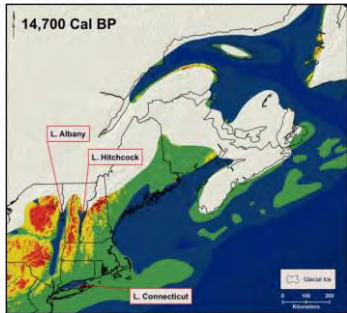 14,700 Cal BP
L. Albany
L. Hitchcock
L. Connecticut
Glacial Ice
0 100 200
Kilometers